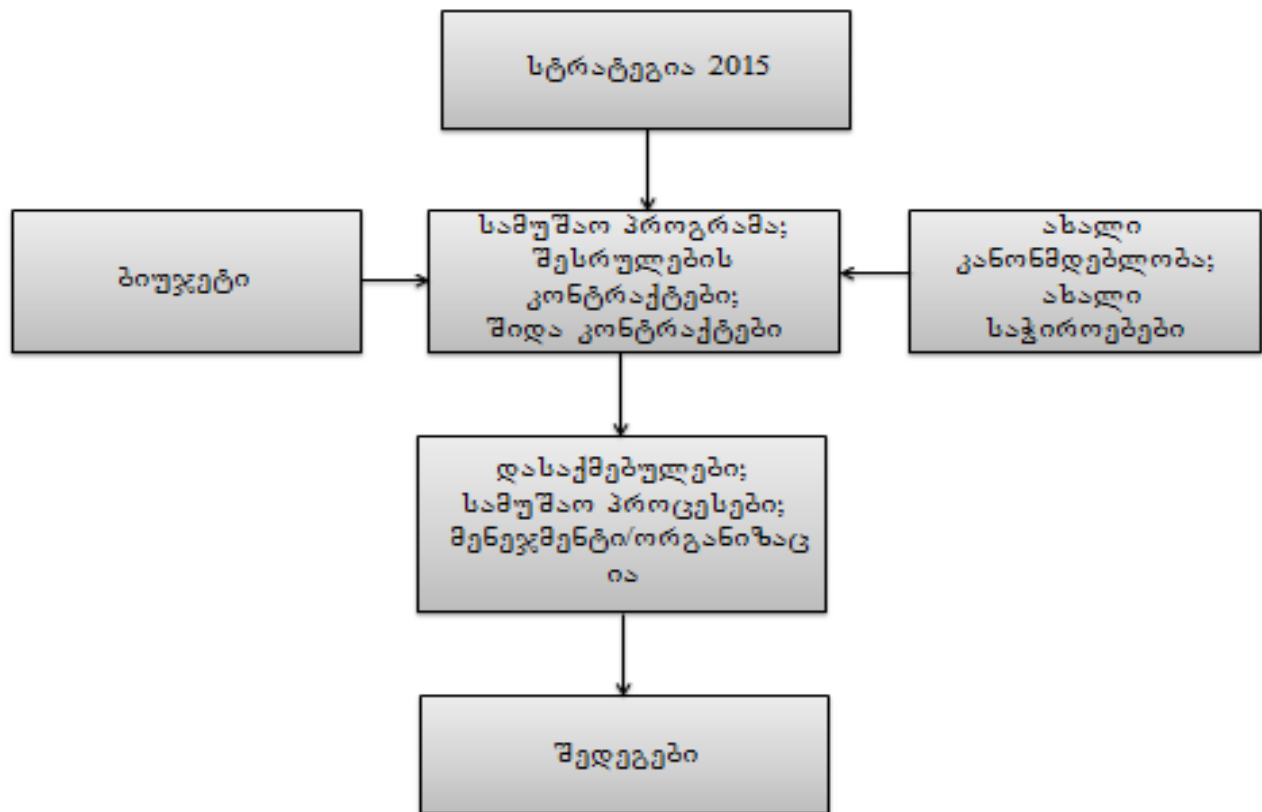 სტრატეგია 2015
ბიუჯეტი
სამუშაო პროგრამა;
შესრულების
კონტრაქტები;
შიდა კონტრაქტები
ახალი
კანონმდებლობა;
ახალი
საჭიროებები
დასაქმებულები;
სამუშაო პროცესები;
მენეჯმენტი/ორგანიზაც
ია
შედეგები